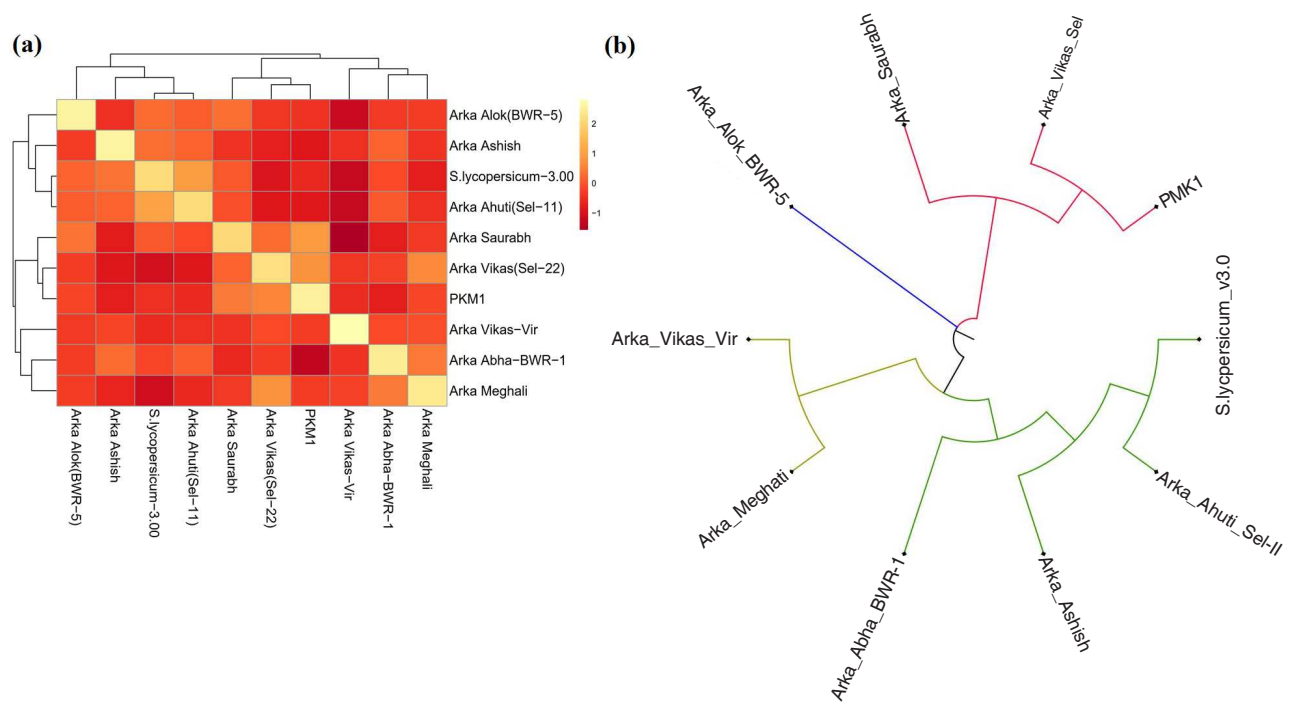 (a)
2
1
0
−1
Arka Alok(BWR−5)
Arka Ashish
S.lycopersicum−3.00
Arka Ahuti(Sel−11)
Arka Saurabh
Arka Vikas(Sel−22)
PKM1
Arka Vikas−Vir
Arka Abha−BWR−1
Arka Meghali
Arka Alok(BWR−5)
Arka Ashish
S.lycopersicum−3.00
Arka Ahuti(Sel−11)
Arka Saurabh
Arka Vikas(Sel−22)
PKM1
Arka Vikas−Vir
Arka Abha−BWR−1
Arka Meghali
(b)
Arka_Saurabh
Arka_Vikas_Sel
Arka_Alok_BWR-5
PMK1
Arka_Vikas_Vir
S.lycpersicum_v3.0
Arka_Meghati
Arka_Ahuti_Sel-II
Arka_Abha_BWR-1
Arka_Ashish